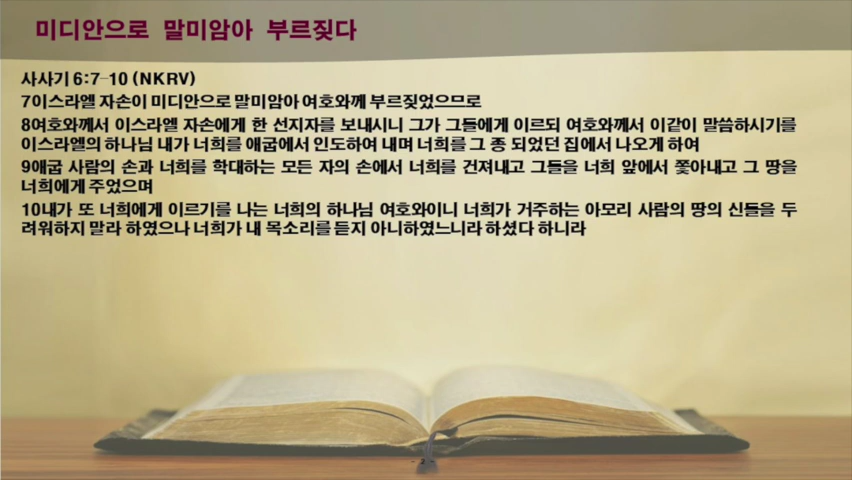 미디안으로 말미암아 부르짖다
사사기 6:7-10 (NKRV)
7이스라엘 자손이 미디안으로 말미암아 여호와께 부르짖었으므로
8여호와께서 이스라엘 자손에게 한 선지자를 보내시니 그가 그들에게 이르되 여호와께서 이같이 말씀하시기를
이스라엘의 하나님 내가 너희를 애굽에서 인도하여 내며 너희를 그 종 되었던 집에서 나오게 하여
9애굽 사람의 손과 너희를 학대하는 모든 자의 손에서 너희를 건져내고 그들을 너희 앞에서 쫓아내고 그 땅을
너희에게 주었으며
10내가 또 너희에게 이르기를 나는 너희의 하나님 여호와이니 너희가 거주하는 아모리 사람의 땅의 신들을 두
려워하지 말라 하였으나 너희가 내 목소리를 듣지 아니하였느니라 하셨다 하니라